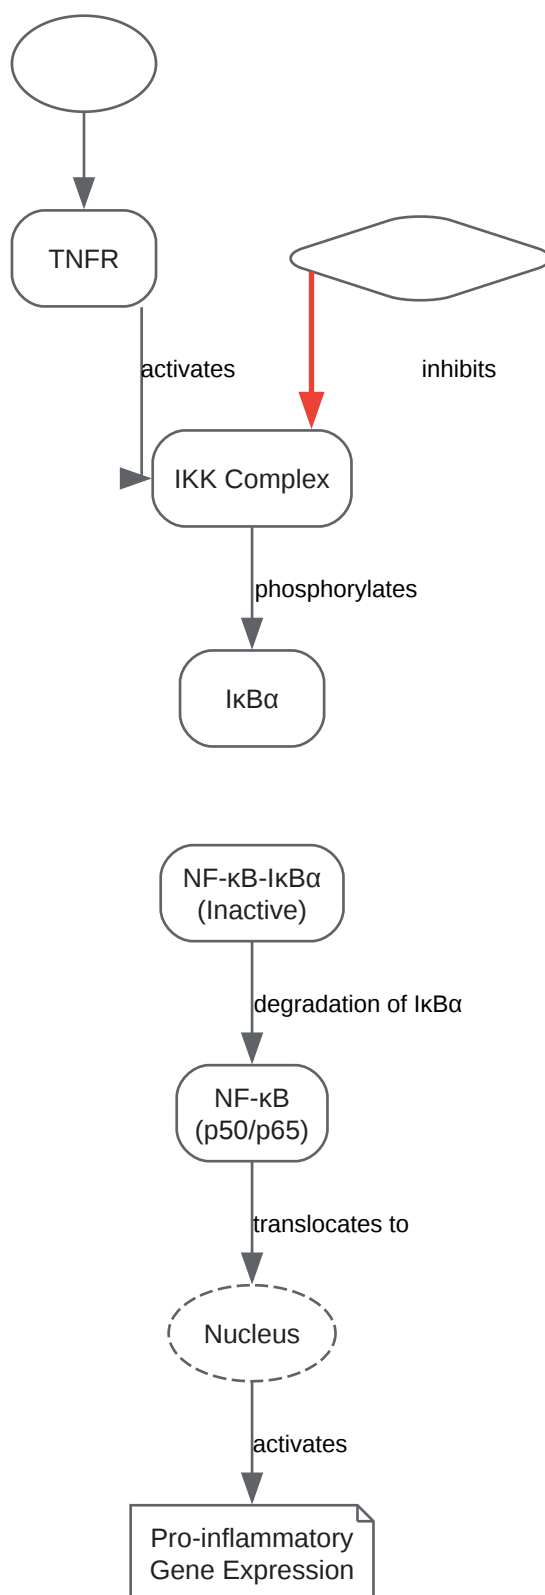 TNFR
activates
inhibits
IKK Complex
phosphorylates
IκBα
NF-κB-IκBα
(Inactive)
degradation of IκBα
NF-κB
(p50/p65)
translocates to
Nucleus
activates
Pro-inflammatory
Gene Expression